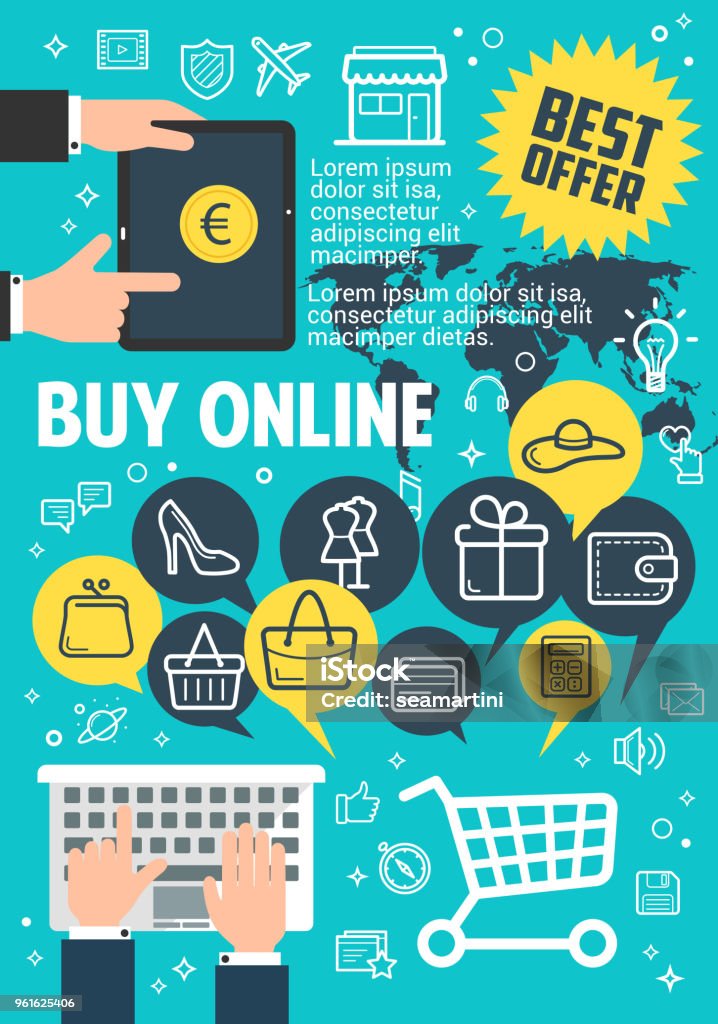 BEST
OFFER
Lorem ipsum
dolor sit isa,
consectetur
adipiscing elit
macimper.
Lorem ipsum dolor sit isa,
consectetur adipiscing elit
macimper dietas.
€
BUY ONLINE
iStock
Credit: seamartini
961625406